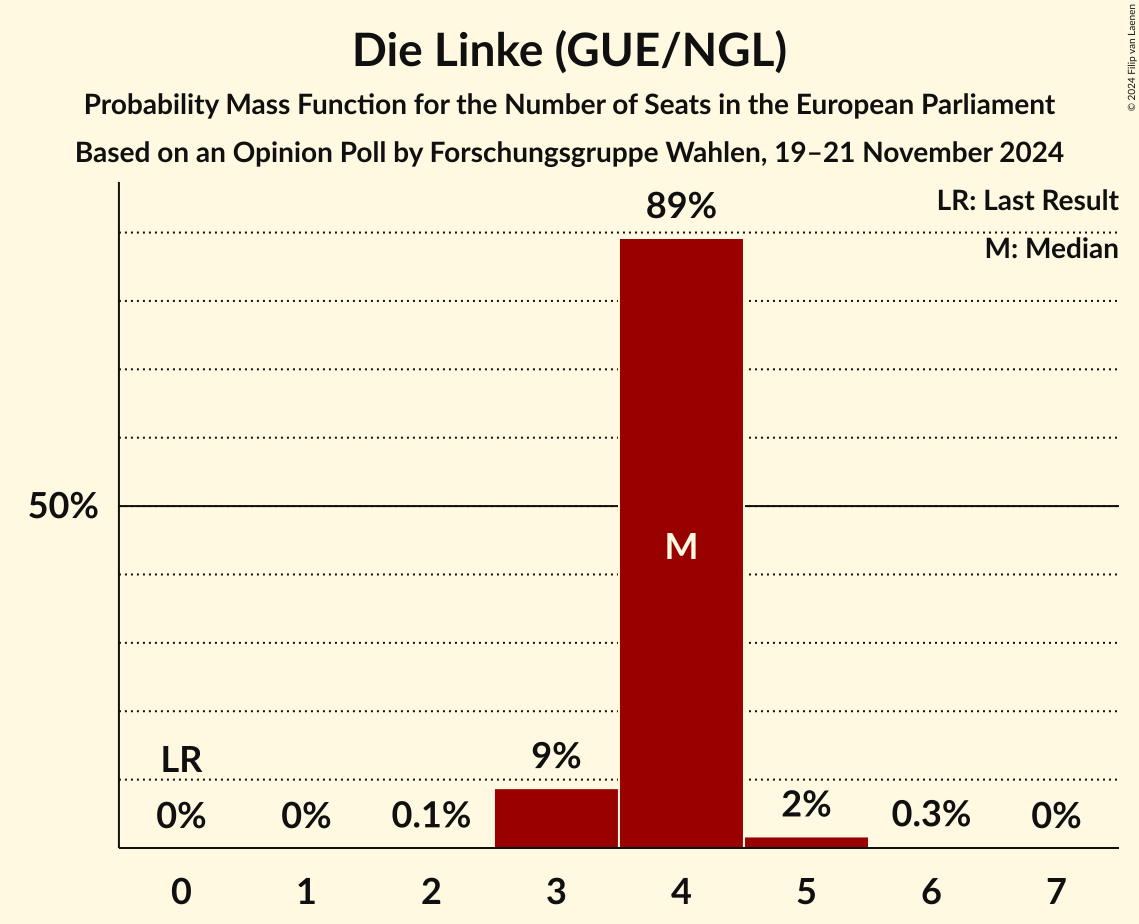 Die Linke (GUE/NGL)
Probability Mass Function for the Number of Seats in the European Parliament
Based on an Opinion Poll by Forschungsgruppe Wahlen, 19–21 November 2024
© 2024 Filip van Laenen
LR: Last Result
M: Median
89%
50%
M
LR
9%
0%
0%
0.1%
2%
0.3%
0%
0
1
2
3
4
5
6
7